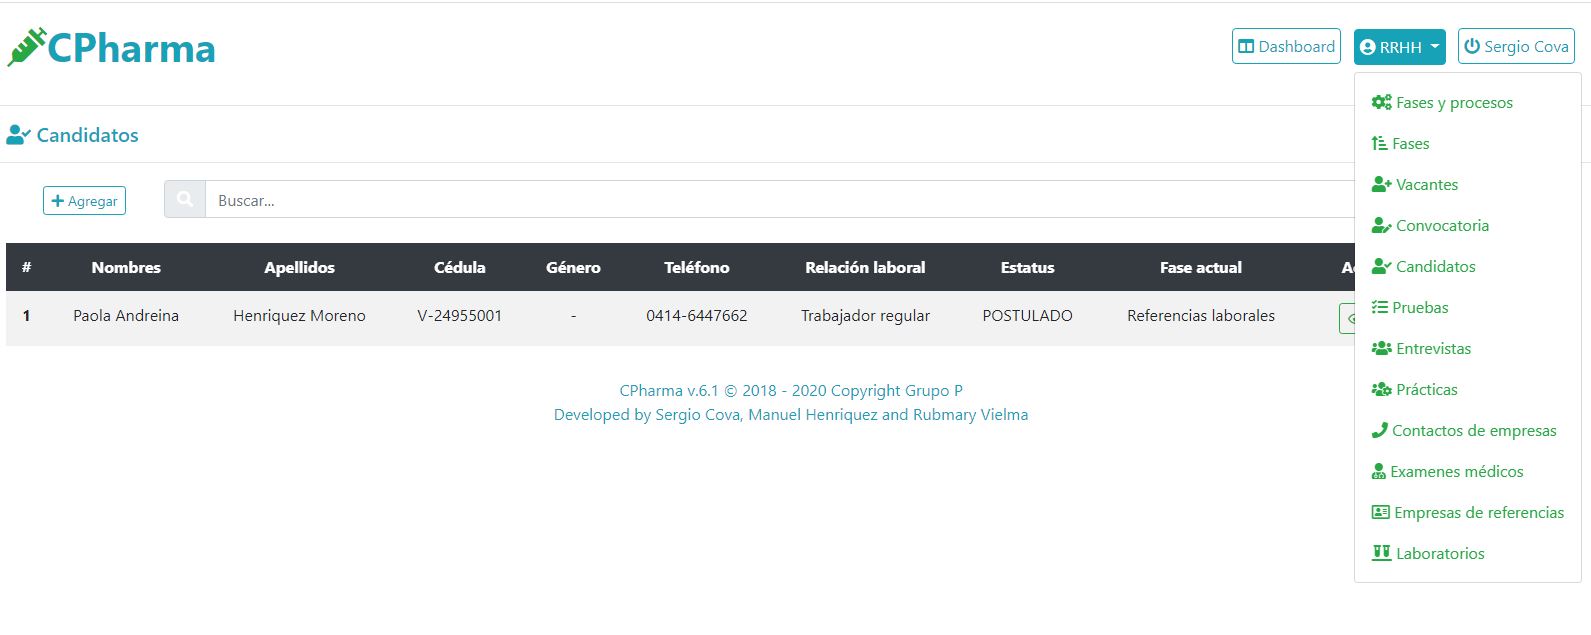 CPharma
Dashboard
RRHH
Sergio Cova
Fases y procesos
Fases
Vacantes
Convocatoria
Candidatos
Pruebas
Entrevistas
Prácticas
Contactos de empresas
Examenes médicos
Empresas de referencias
Laboratorios
Candidatos
Agregar
Buscar...
# Nombres Apellidos Cédula Género Teléfono Relación laboral Estatus Fase actual
1 Paola Andreina Henriquez Moreno V-24955001 - 0414-6447662 Trabajador regular POSTULADO Referencias laborales
CPharma v.6.1 © 2018 - 2020 Copyright Grupo P
Developed by Sergio Cova, Manuel Henriquez and Rubmary Vielma